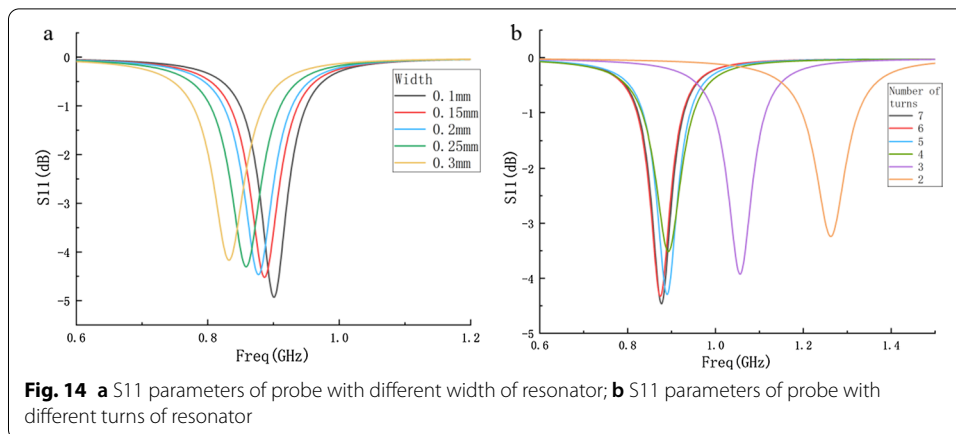 a
S11(dB)
0
-1
-2
-3
-4
-5
0.6
0.8
1.0
1.2
Freq(GHz)
Width
0.1mm
0.15mm
0.2mm
0.25mm
0.3mm
b
S11(dB)
0
-1
-2
-3
-4
-5
0.6
0.8
1.0
1.2
1.4
Freq(GHz)
Number of
turns
7
6
5
4
3
2
Fig. 14 a S11 parameters of probe with different width of resonator; b S11 parameters of probe with
different turns of resonator